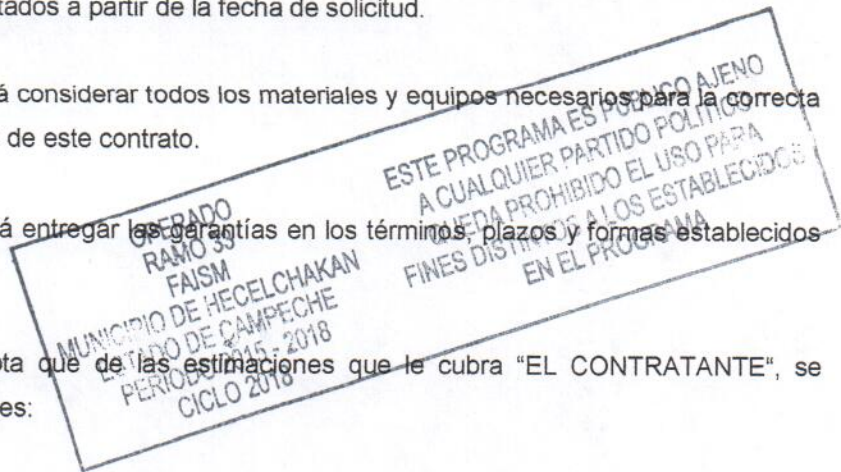 tados a partir de la fecha de solicitud.
á considerar todos los materiales y equipos necesarios para la correcta
de este contrato.
á entregar las garantías en los términos, plazos y formas establecidos
ota que de las estimaciones que le cubra "EL CONTRATANTE", se
es:
OPERADO
RAMO 33
FAISM
MUNICIPIO DE HECELCHAKAN
ESTADO DE CAMPECHE
PERIODO 2015 - 2018
CICLO 2018
ESTE PROGRAMA ES PUBLICO AJENO
A CUALQUIER PARTIDO POLITICO
QUEDA PROHIBIDO EL USO PARA
FINES DISTINTOS A LOS ESTABLECIDOS
EN EL PROGRAMA